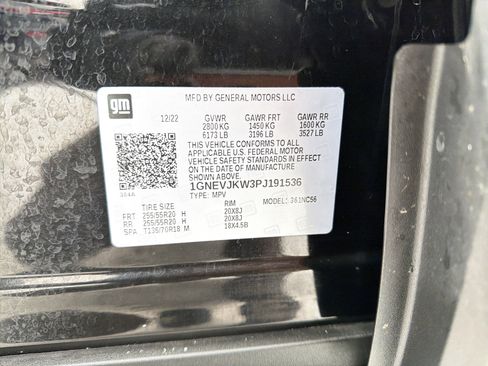 gm
MFD BY GENERAL MOTORS LLC
12/22 GVWR GAWR FRT GAWR RR
2800 KG 1450 KG 1600 KG
6173 LB 3196 LB 3527 LB
THIS VEHICLE CONFORMS TO ALL
APPLICABLE U.S. FEDERAL MOTOR
VEHICLE SAFETY STANDARDS IN EFFECT
ON THE DATE OF MANUFACTURE
SHOWN ABOVE.
1GNEVJKW3PJ191536
TYPE: MPV MODEL: 361NC56
TIRE SIZE RIM
FRT 255/55R20 H 20X8J
RR 255/55R20 H 20X8J
SPA T135/70R18 M 18X4.5B